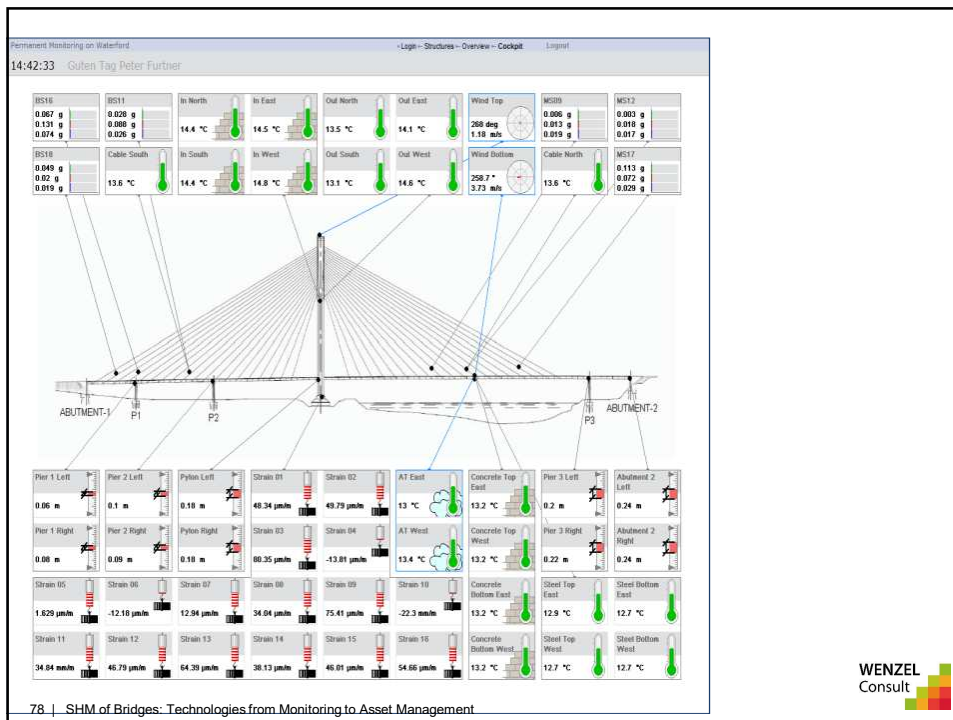 Permanent Monitoring on Waterford
◦Login ▹ Structures ▹ Overview ▹ Cockpit
Logout
14:42:33 Guten Tag Peter Furtner
BS16
0.067 g
0.131 g
0.074 g
BS11
0.028 g
0.008 g
0.026 g
In North
14.4 °C
In East
14.5 °C
Out North
13.5 °C
Out East
14.1 °C
Wind Top
268 deg
1.18 m/s
MS09
0.006 g
0.013 g
0.019 g
MS12
0.003 g
0.018 g
0.017 g
BS18
0.049 g
0.02 g
0.019 g
Cable South
13.6 °C
In South
14.4 °C
In West
14.8 °C
Out South
13.1 °C
Out West
14.6 °C
Wind Bottom
258.7 °
3.73 m/s
Cable North
13.6 °C
MS17
0.113 g
0.072 g
0.029 g
ABUTMENT-1
P1
P2
P3
ABUTMENT-2
Pier 1 Left
0.06 m
Pier 2 Left
0.1 m
Pylon Left
0.18 m
Strain 01
48.34 µm/m
Strain 02
49.79 µm/m
AT East
13 °C
Concrete Top
East
13.2 °C
Pier 3 Left
0.2 m
Abutment 2
Left
0.24 m
Pier 1 Right
0.08 m
Pier 2 Right
0.09 m
Pylon Right
0.18 m
Strain 03
80.35 µm/m
Strain 04
-13.81 µm/m
AT West
13.4 °C
Concrete Top
West
13.2 °C
Pier 3 Right
0.22 m
Abutment 2
Right
0.24 m
Strain 05
1.629 µm/m
Strain 06
-12.18 µm/m
Strain 07
12.94 µm/m
Strain 08
34.04 µm/m
Strain 09
75.41 µm/m
Strain 10
-22.3 µm/m
Concrete
Bottom East
13.2 °C
Steel Top
East
12.9 °C
Steel Bottom
East
12.7 °C
Strain 11
34.84 mm/m
Strain 12
46.79 µm/m
Strain 13
64.39 µm/m
Strain 14
38.13 µm/m
Strain 15
46.01 µm/m
Strain 16
54.66 µm/m
Concrete
Bottom West
13.2 °C
Steel Top
West
12.7 °C
Steel Bottom
West
12.7 °C
WENZEL
Consult
78 | SHM of Bridges: Technologies from Monitoring to Asset Management